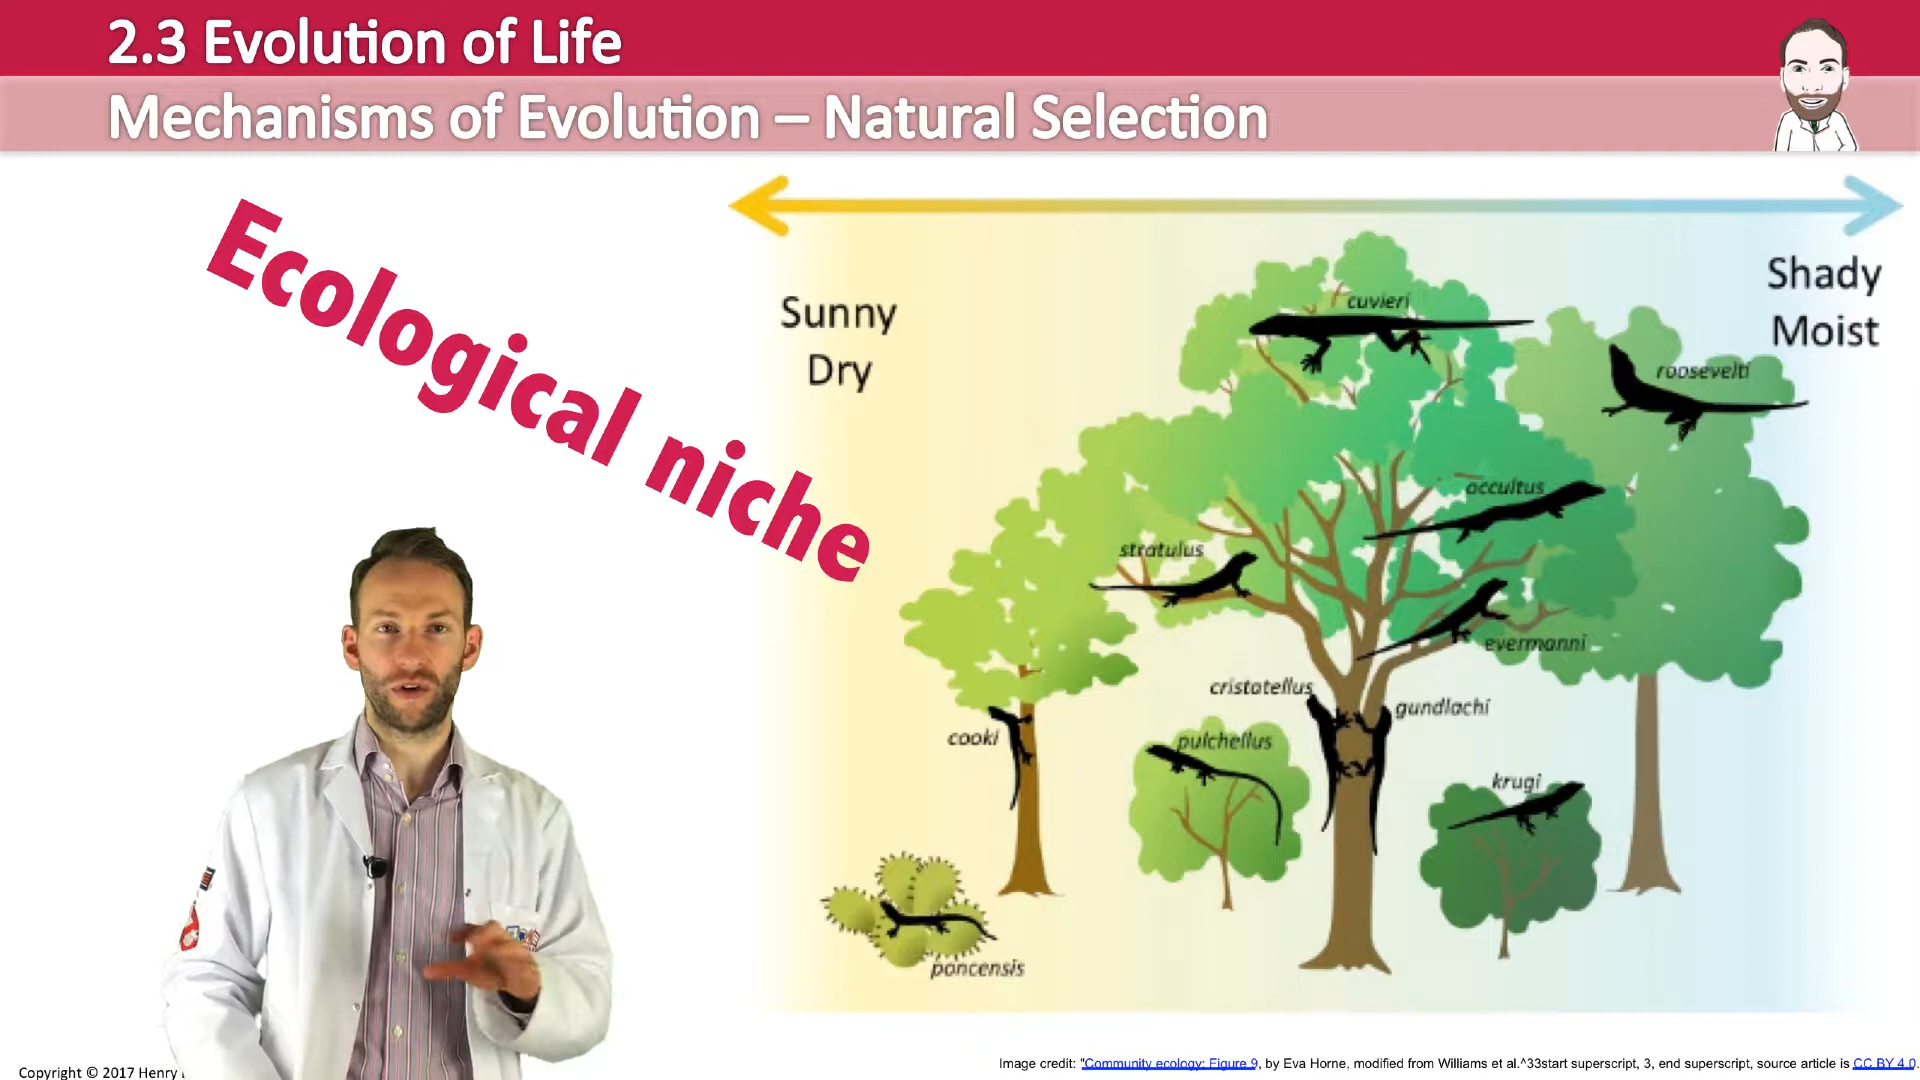 2.3 Evolution of Life
Mechanisms of Evolution – Natural Selection
Ecological niche
Sunny
Dry
Shady
Moist
cuvieri
roosevelti
occultus
stratulus
evermanni
cristatellus
gundlachi
cooki
pulchellus
krugi
poncensis
Image credit: "Community ecology: Figure 9, by Eva Horne, modified from Williams et al.^33start superscript, 3, end superscript, source article is CC BY 4.0
Copyright © 2017 Henry